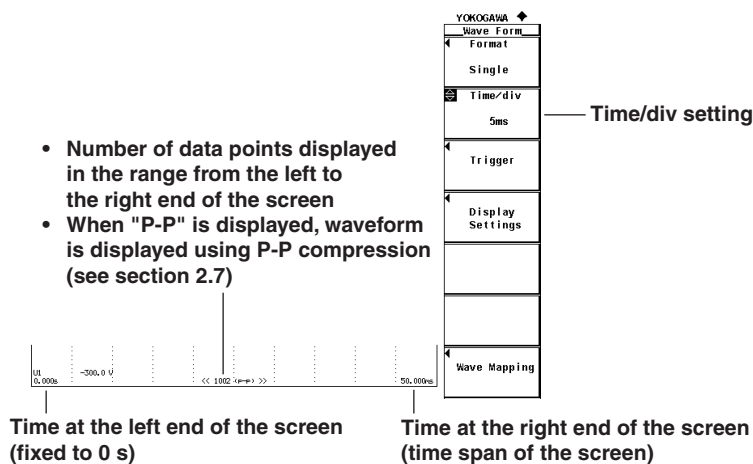 YOKOGAWA
Wave Form
Format
Single
Time/div
5ms
Time/div setting
Trigger
Display
Settings
Wave Mapping
• Number of data points displayed
in the range from the left to
the right end of the screen
• When "P-P" is displayed, waveform
is displayed using P-P compression
(see section 2.7)
U1
-300.0 V
0.000s
<< 1002 (P-P) >>
50.000ms
Time at the left end of the screen
(fixed to 0 s)
Time at the right end of the screen
(time span of the screen)